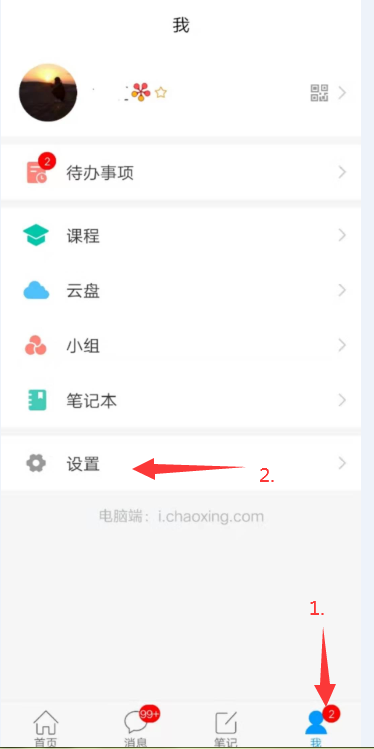 我
2
待办事项
课程
云盘
小组
笔记本
设置
2.
电脑端：i.chaoxing.com
1.
99+
2
首页
消息
笔记
我